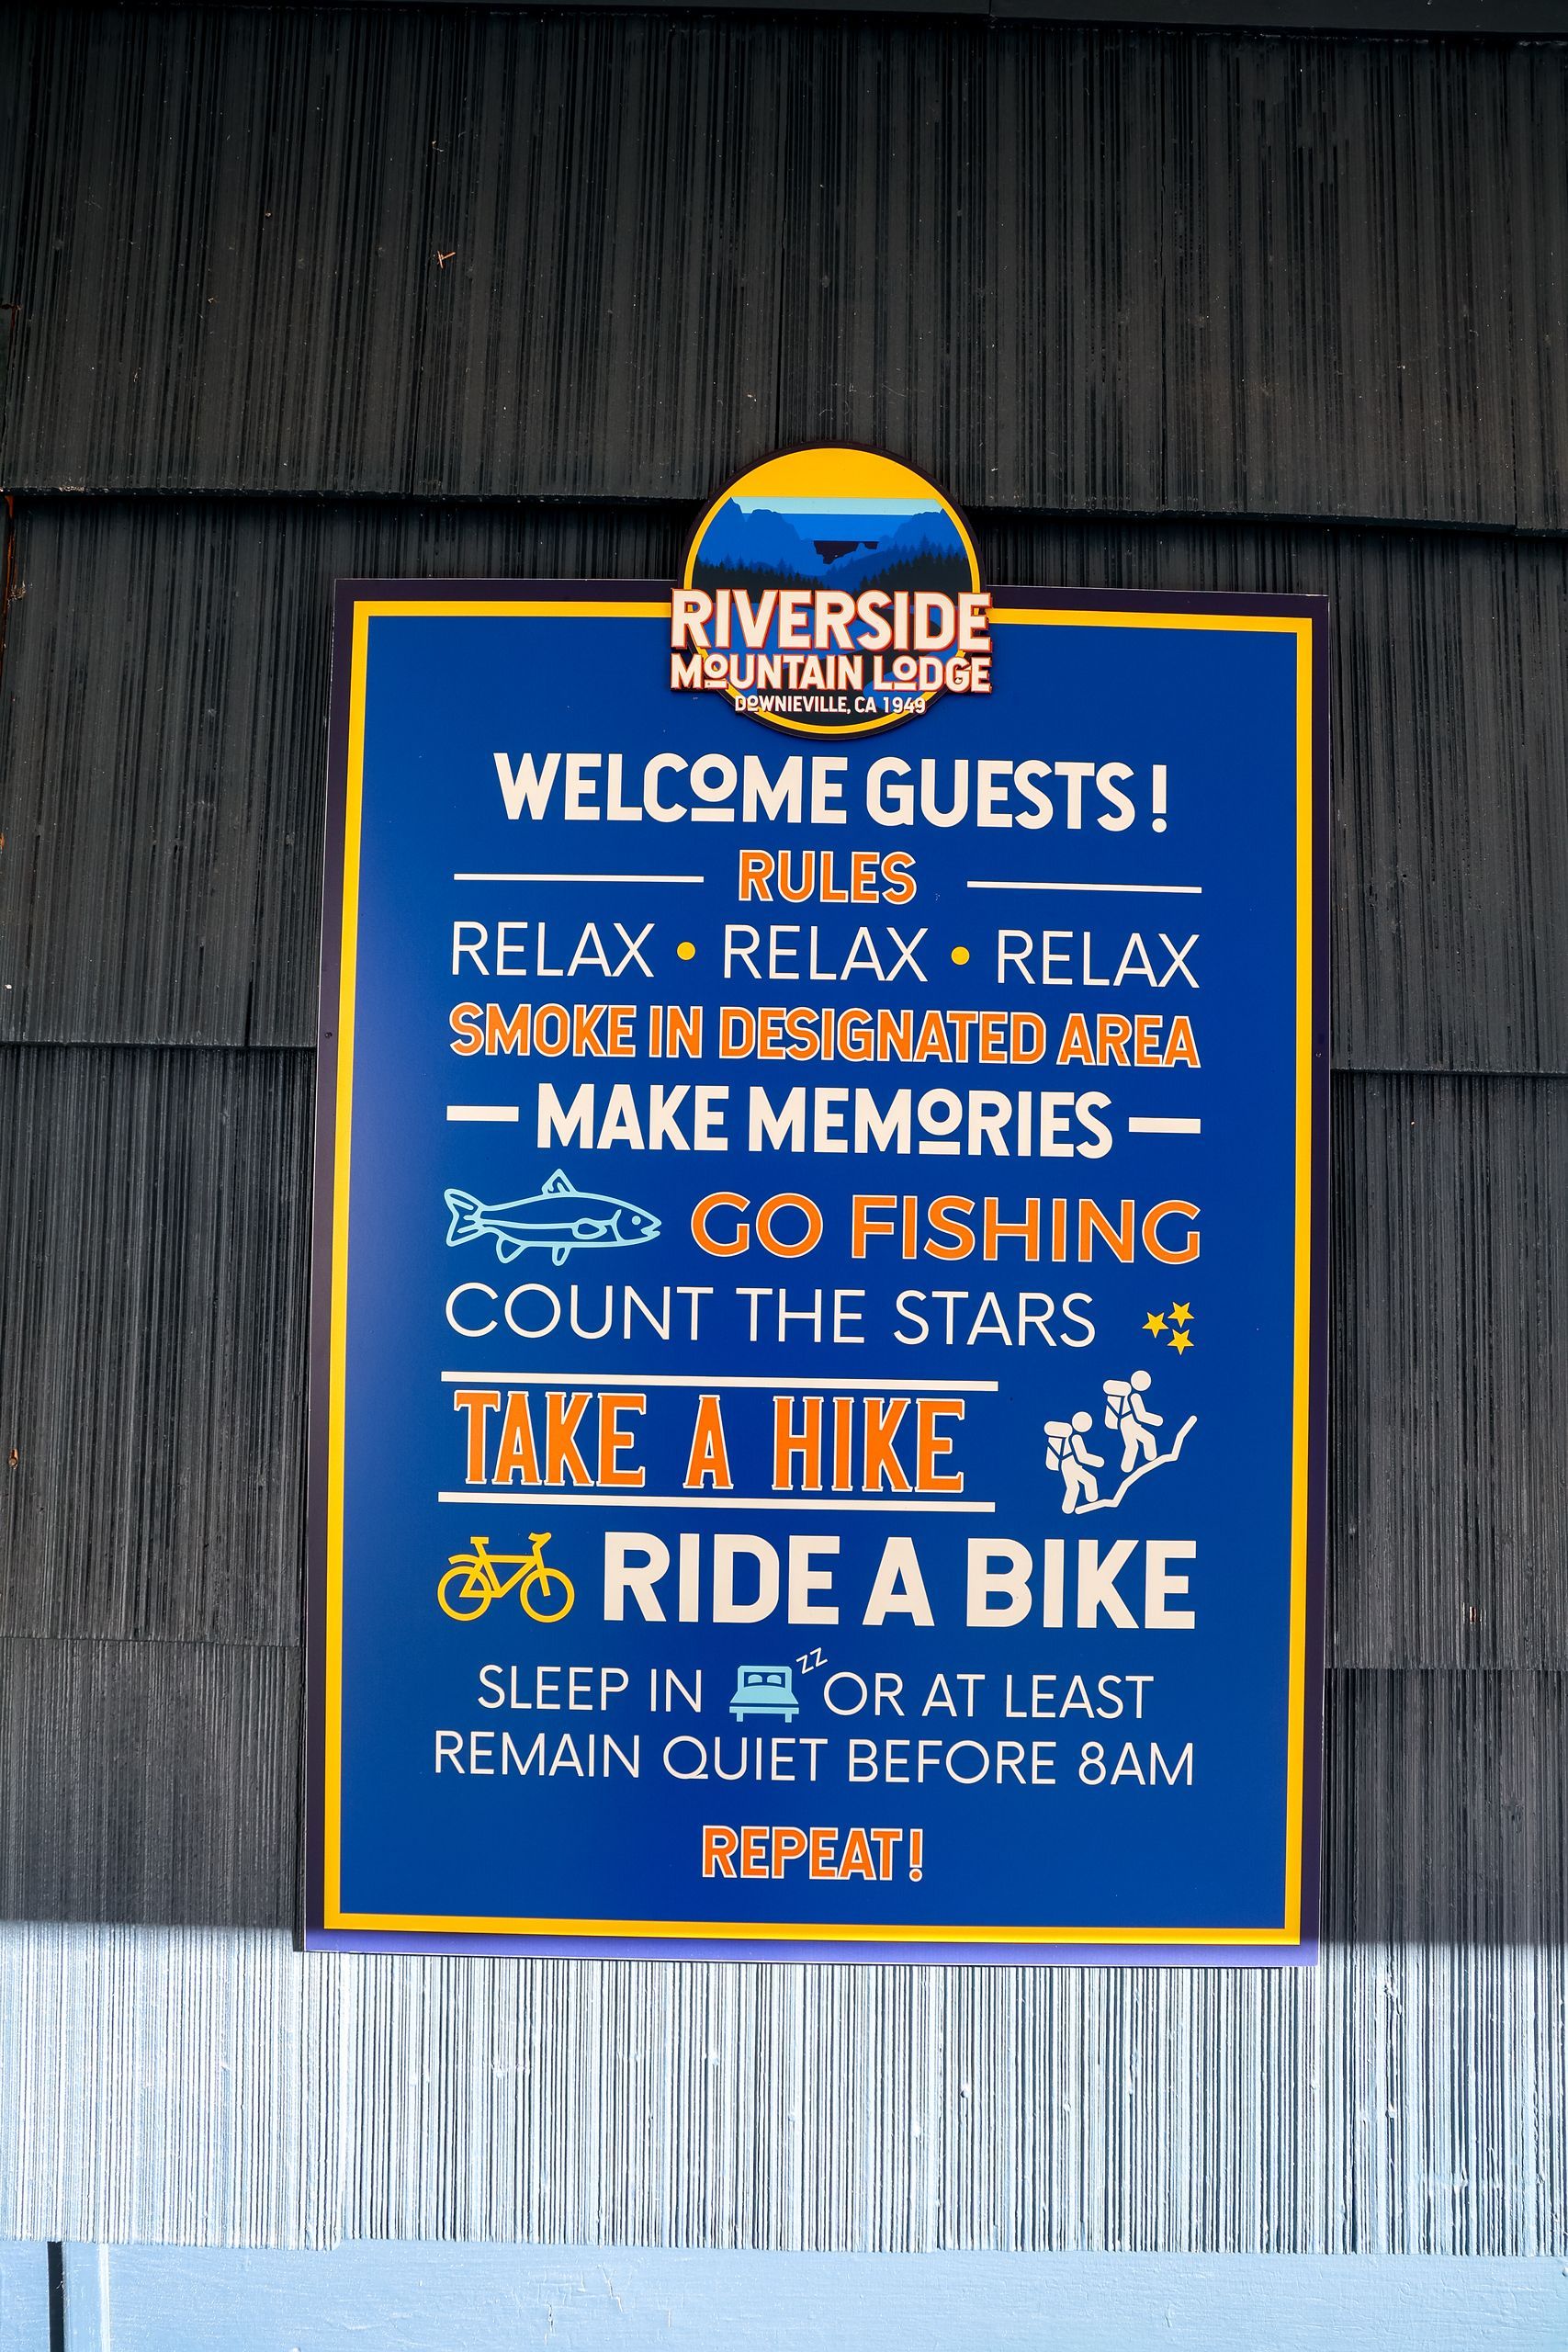 RIVERSIDE
MOUNTAIN LODGE
DOWNIEVILLE, CA 1949
WELCOME GUESTS!
RULES
RELAX • RELAX • RELAX
SMOKE IN DESIGNATED AREA
MAKE MEMORIES
GO FISHING
COUNT THE STARS
TAKE A HIKE
RIDE A BIKE
SLEEP IN ZZ OR AT LEAST
REMAIN QUIET BEFORE 8AM
REPEAT!